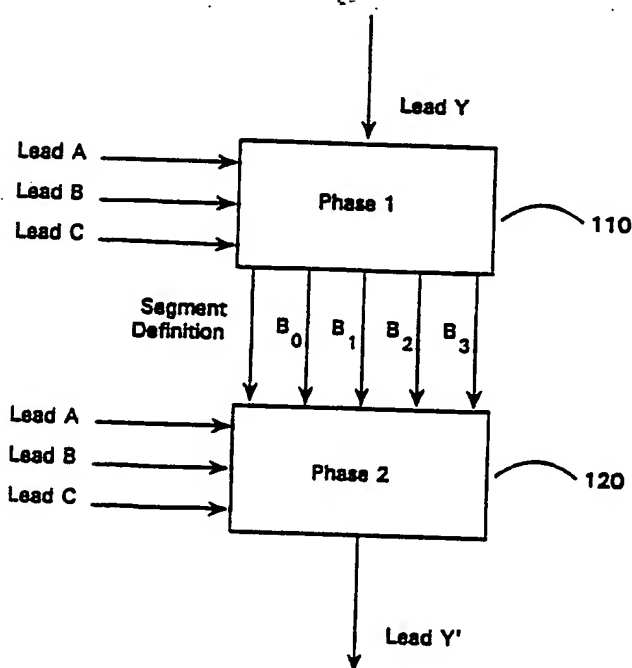 Lead Y
Lead A
Lead B
Lead C
Phase 1
110
Segment
Definition
B0
B1
B2
B3
Lead A
Lead B
Lead C
Phase 2
120
Lead Y'